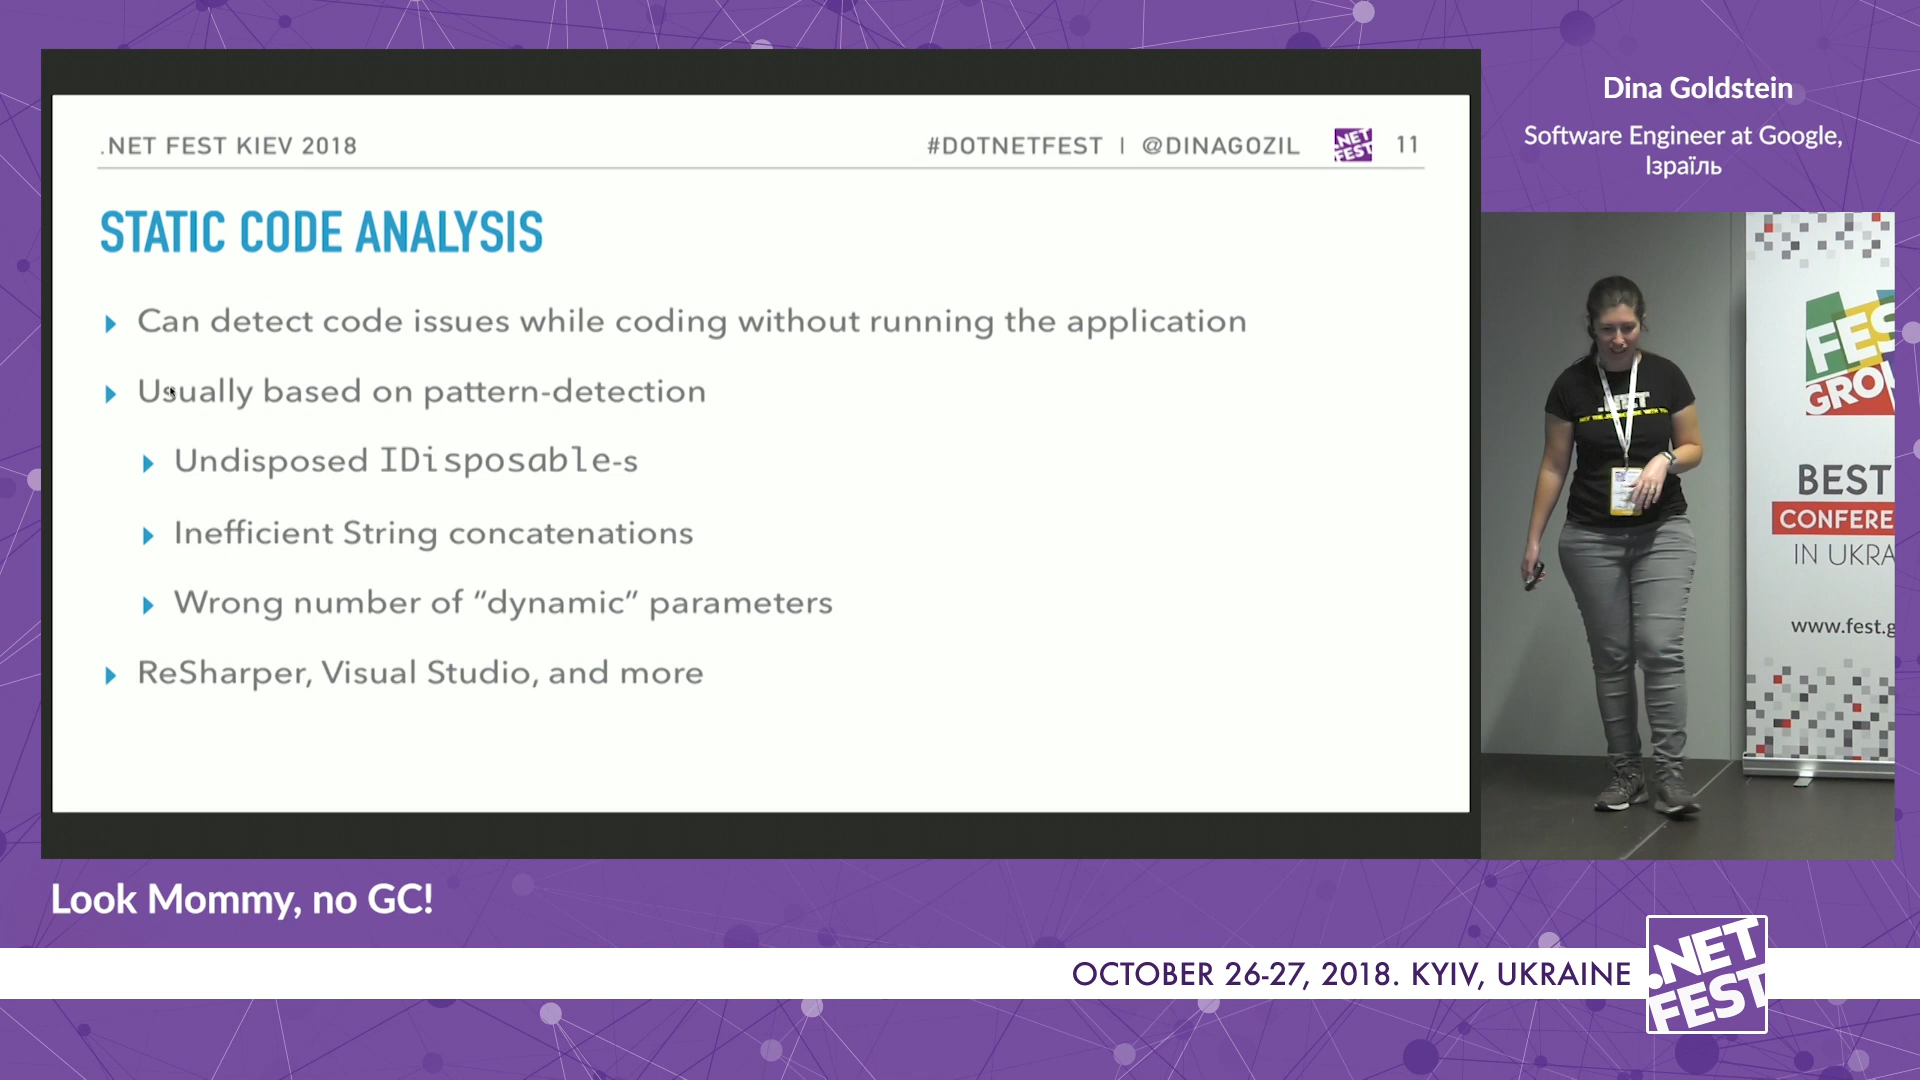 .NET FEST KIEV 2018
#DOTNETFEST | @DINAGOZIL
.NET
FEST
11
STATIC CODE ANALYSIS
Can detect code issues while coding without running the application
Usually based on pattern-detection
Undisposed IDisposable-s
Inefficient String concatenations
Wrong number of “dynamic” parameters
ReSharper, Visual Studio, and more
Dina Goldstein
Software Engineer at Google,
Ізраїль
.NET
FES
GRO
BEST
CONFERE
IN UKRA
www.fest.g
Look Mommy, no GC!
OCTOBER 26-27, 2018. KYIV, UKRAINE
.NET
FEST